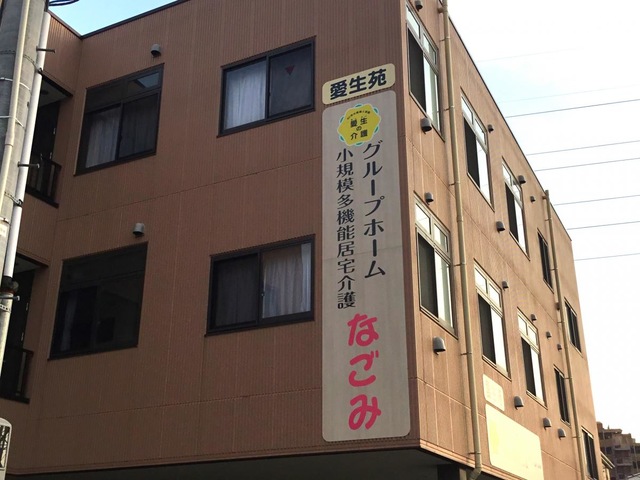 愛生苑
愛生
の
介護
グループホーム
小規模多機能居宅介護
なごみ